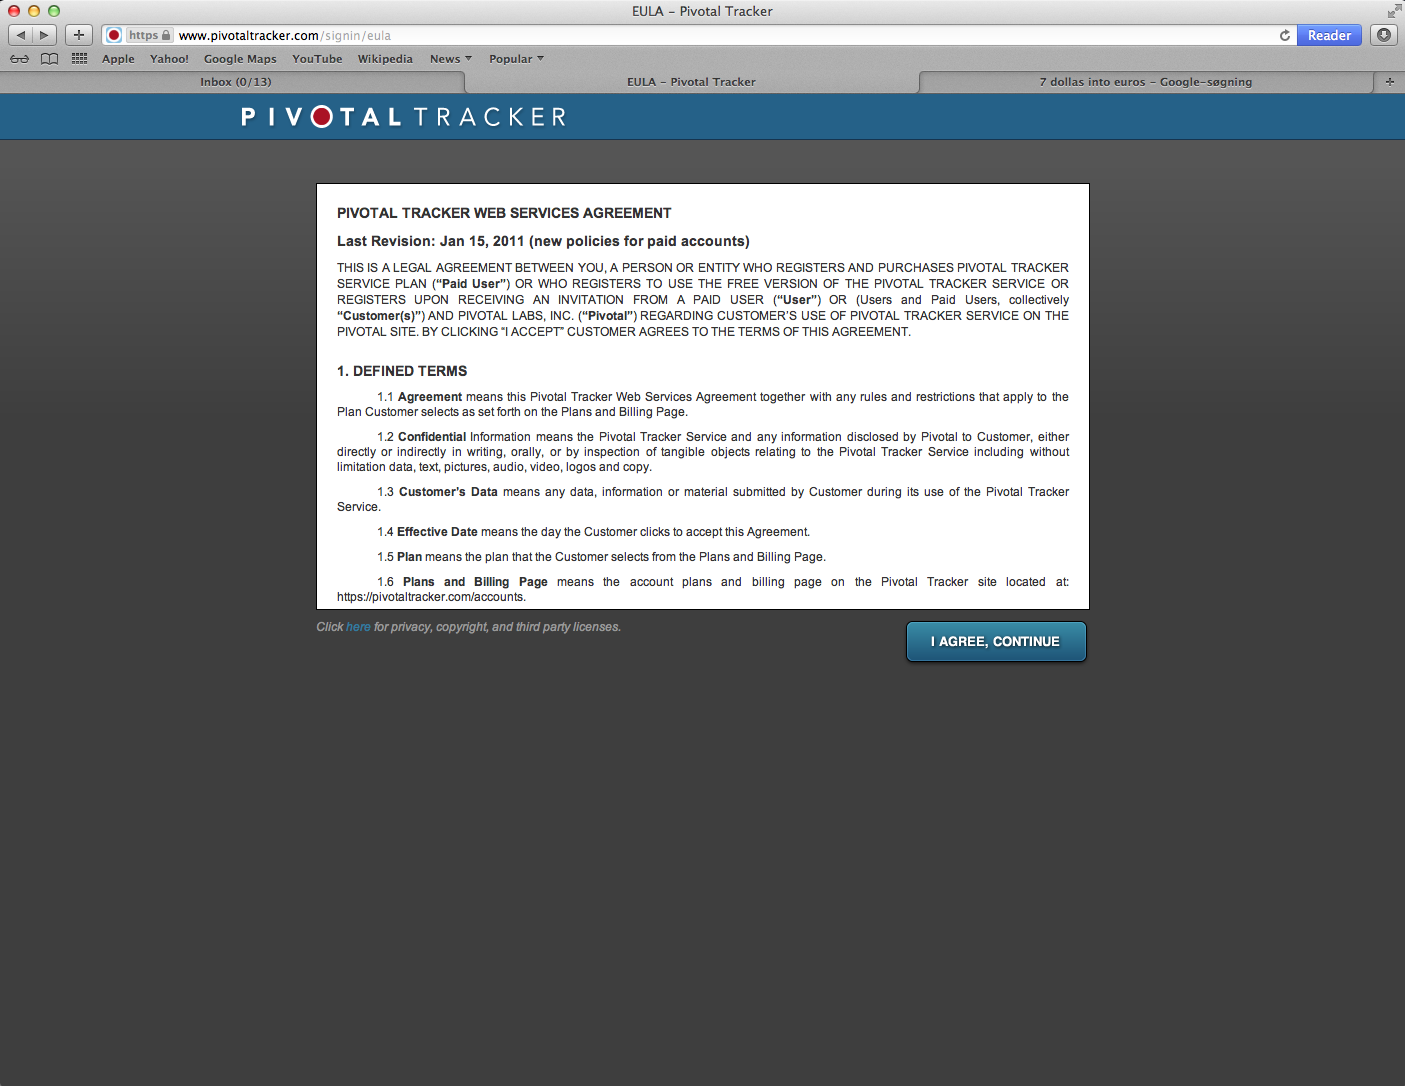 EULA – Pivotal Tracker
https www.pivotaltracker.com/signin/eula
Reader
Apple Yahoo! Google Maps YouTube Wikipedia News Popular
Inbox (0/13)
EULA – Pivotal Tracker
7 dollas into euros – Google-søgning
PIVOTAL TRACKER
PIVOTAL TRACKER WEB SERVICES AGREEMENT
Last Revision: Jan 15, 2011 (new policies for paid accounts)
THIS IS A LEGAL AGREEMENT BETWEEN YOU, A PERSON OR ENTITY WHO REGISTERS AND PURCHASES PIVOTAL TRACKER
SERVICE PLAN (“Paid User”) OR WHO REGISTERS TO USE THE FREE VERSION OF THE PIVOTAL TRACKER SERVICE OR
REGISTERS UPON RECEIVING AN INVITATION FROM A PAID USER (“User”) OR (Users and Paid Users, collectively
“Customer(s)”) AND PIVOTAL LABS, INC. (“Pivotal”) REGARDING CUSTOMER’S USE OF PIVOTAL TRACKER SERVICE ON THE
PIVOTAL SITE. BY CLICKING “I ACCEPT” CUSTOMER AGREES TO THE TERMS OF THIS AGREEMENT.
1. DEFINED TERMS
1.1 Agreement means this Pivotal Tracker Web Services Agreement together with any rules and restrictions that apply to the
Plan Customer selects as set forth on the Plans and Billing Page.
1.2 Confidential Information means the Pivotal Tracker Service and any information disclosed by Pivotal to Customer, either
directly or indirectly in writing, orally, or by inspection of tangible objects relating to the Pivotal Tracker Service including without
limitation data, text, pictures, audio, video, logos and copy.
1.3 Customer’s Data means any data, information or material submitted by Customer during its use of the Pivotal Tracker
Service.
1.4 Effective Date means the day the Customer clicks to accept this Agreement.
1.5 Plan means the plan that the Customer selects from the Plans and Billing Page.
1.6 Plans and Billing Page means the account plans and billing page on the Pivotal Tracker site located at:
https://pivotaltracker.com/accounts.
Click here for privacy, copyright, and third party licenses.
I AGREE, CONTINUE